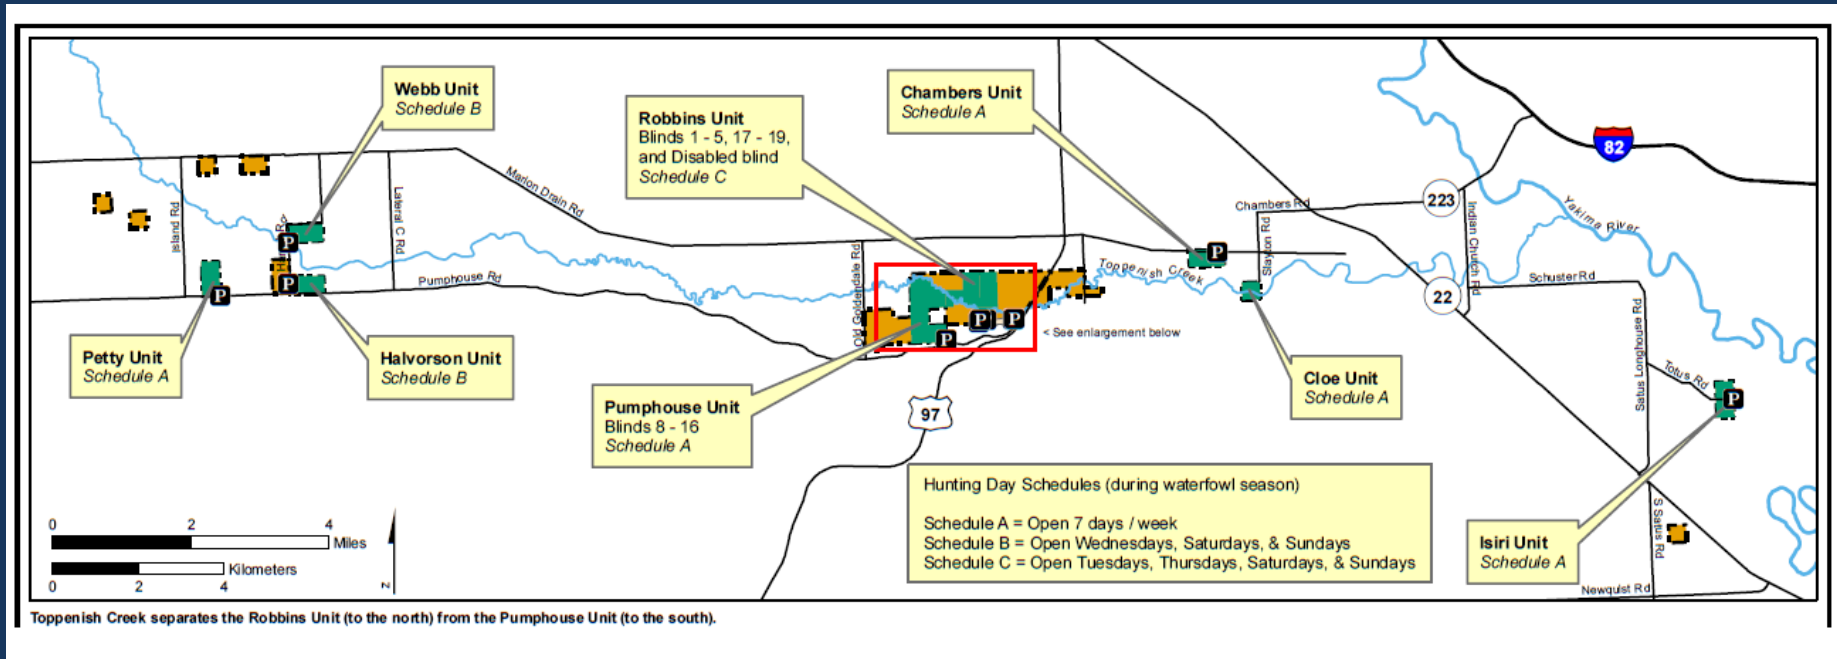 Webb Unit
Schedule B
Robbins Unit
Blinds 1 - 5, 17 - 19,
and Disabled blind
Schedule C
Chambers Unit
Schedule A
82
Marion Drain Rd
Island Rd
Lateral C Rd
Pumphouse Rd
Old Goldendale Rd
Toppenish Creek
Chambers Rd
Slayton Rd
223
Indian Church Rd
Yakima River
Schuster Rd
22
P
P
P
P
P
P
P
P
< See enlargement below
Petty Unit
Schedule A
Halvorson Unit
Schedule B
Pumphouse Unit
Blinds 8 - 16
Schedule A
97
Cloe Unit
Schedule A
Satus Longhouse Rd
Totus Rd
P
Hunting Day Schedules (during waterfowl season)
Schedule A = Open 7 days / week
Schedule B = Open Wednesdays, Saturdays, & Sundays
Schedule C = Open Tuesdays, Thursdays, Saturdays, & Sundays
Isiri Unit
Schedule A
S Satus Rd
Newquist Rd
0 2 4
Miles
Kilometers
0 2 4
N
Toppenish Creek separates the Robbins Unit (to the north) from the Pumphouse Unit (to the south).